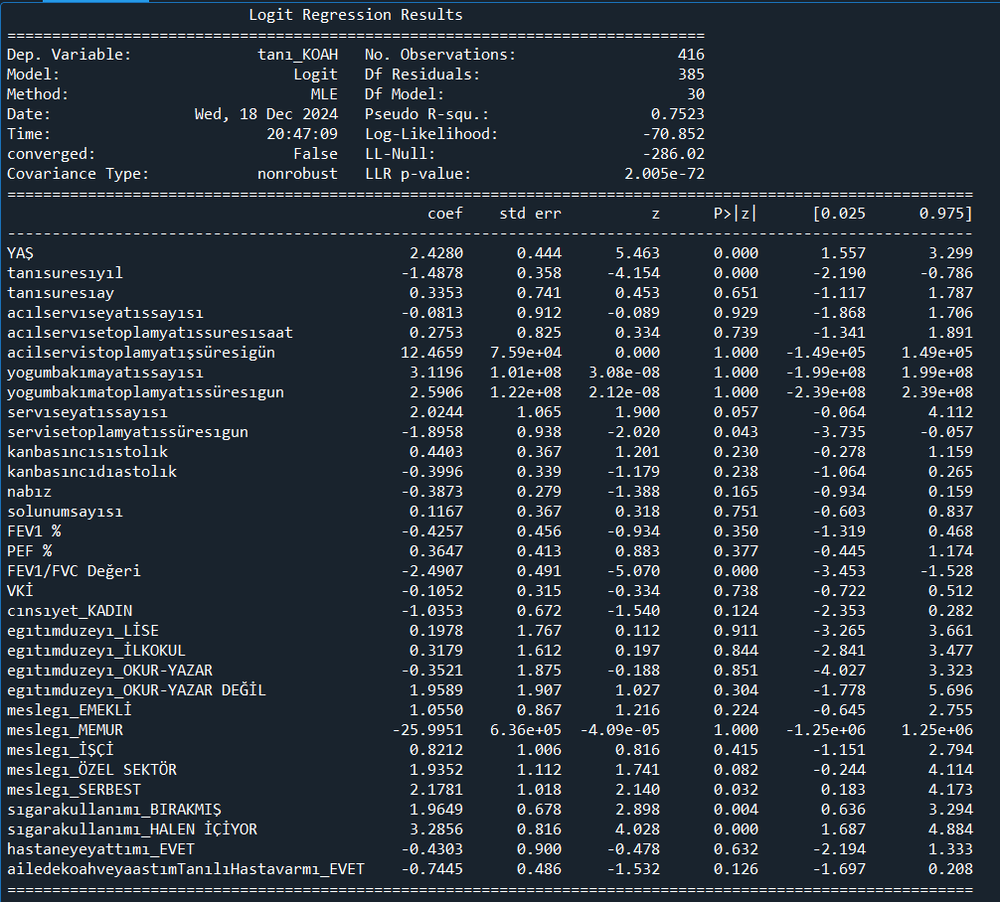 Logit Regression Results
==============================================================================
Dep. Variable: tanı_KOAH No. Observations: 416
Model: Logit Df Residuals: 385
Method: MLE Df Model: 30
Date: Wed, 18 Dec 2024 Pseudo R-squ.: 0.7523
Time: 20:47:09 Log-Likelihood: -70.852
converged: False LL-Null: -286.02
Covariance Type: nonrobust LLR p-value: 2.005e-72
============================================================================================================
coef std err z P>|z| [0.025 0.975]
------------------------------------------------------------------------------------------------------------
YAŞ 2.4280 0.444 5.463 0.000 1.557 3.299
tanısuresıyıl -1.4878 0.358 -4.154 0.000 -2.190 -0.786
tanısuresıay 0.3353 0.741 0.453 0.651 -1.117 1.787
acılservıseyatıssayısı -0.0813 0.912 -0.089 0.929 -1.868 1.706
acılservısetoplamyatıssuresısaat 0.2753 0.825 0.334 0.739 -1.341 1.891
acilservistoplamyatışsüresigün 12.4659 7.59e+04 0.000 1.000 -1.49e+05 1.49e+05
yogumbakımayatıssayısı 3.1196 1.01e+08 3.08e-08 1.000 -1.99e+08 1.99e+08
yogumbakımatoplamyatıssüresıgun 2.5906 1.22e+08 2.12e-08 1.000 -2.39e+08 2.39e+08
servıseyatıssayısı 2.0244 1.065 1.900 0.057 -0.064 4.112
servisetoplamyatıssüresıgun -1.8958 0.938 -2.020 0.043 -3.735 -0.057
kanbasıncısıstolık 0.4403 0.367 1.201 0.230 -0.278 1.159
kanbasıncıdıastolık -0.3996 0.339 -1.179 0.238 -1.064 0.265
nabız -0.3873 0.279 -1.388 0.165 -0.934 0.159
solunumsayısı 0.1167 0.367 0.318 0.751 -0.603 0.837
FEV1 % -0.4257 0.456 -0.934 0.350 -1.319 0.468
PEF % 0.3647 0.413 0.883 0.377 -0.445 1.174
FEV1/FVC Değeri -2.4907 0.491 -5.070 0.000 -3.453 -1.528
VKİ -0.1052 0.315 -0.334 0.738 -0.722 0.512
cınsıyet_KADIN -1.0353 0.672 -1.540 0.124 -2.353 0.282
egıtımduzeyı_LİSE 0.1978 1.767 0.112 0.911 -3.265 3.661
egıtımduzeyı_İLKOKUL 0.3179 1.612 0.197 0.844 -2.841 3.477
egıtımduzeyı_OKUR-YAZAR -0.3521 1.875 -0.188 0.851 -4.027 3.323
egıtımduzeyı_OKUR-YAZAR DEĞİL 1.9589 1.907 1.027 0.304 -1.778 5.696
meslegı_EMEKLİ 1.0550 0.867 1.216 0.224 -0.645 2.755
meslegı_MEMUR -25.9951 6.36e+05 -4.09e-05 1.000 -1.25e+06 1.25e+06
meslegı_İŞÇİ 0.8212 1.006 0.816 0.415 -1.151 2.794
meslegı_ÖZEL SEKTÖR 1.9352 1.112 1.741 0.082 -0.244 4.114
meslegı_SERBEST 2.1781 1.018 2.140 0.032 0.183 4.173
sıgarakullanımı_BIRAKMIŞ 1.9649 0.678 2.898 0.004 0.636 3.294
sıgarakullanımı_HALEN İÇİYOR 3.2856 0.816 4.028 0.000 1.687 4.884
hastaneyeyattımı_EVET -0.4303 0.900 -0.478 0.632 -2.194 1.333
ailedekoahveyaastımTanılıHastavarmı_EVET -0.7445 0.486 -1.532 0.126 -1.697 0.208
============================================================================================================